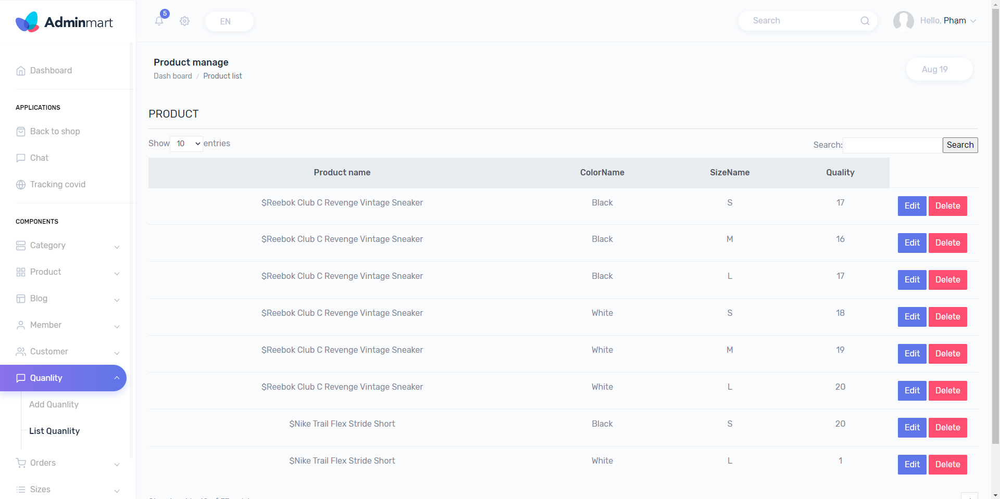 Adminmart
5
EN
Search
Hello, Phạm
Dashboard
APPLICATIONS
Back to shop
Chat
Tracking covid
COMPONENTS
Category
Product
Blog
Member
Customer
Quanlity
Add Quanlity
List Quanlity
Orders
Sizes
Product manage
Dash board / Product list
Aug 19
PRODUCT
Show 10 entries
Search: Search
Product name ColorName SizeName Quality
$Reebok Club C Revenge Vintage Sneaker Black S 17 Edit Delete
$Reebok Club C Revenge Vintage Sneaker Black M 16 Edit Delete
$Reebok Club C Revenge Vintage Sneaker Black L 17 Edit Delete
$Reebok Club C Revenge Vintage Sneaker White S 18 Edit Delete
$Reebok Club C Revenge Vintage Sneaker White M 19 Edit Delete
$Reebok Club C Revenge Vintage Sneaker White L 20 Edit Delete
$Nike Trail Flex Stride Short Black S 20 Edit Delete
$Nike Trail Flex Stride Short White L 1 Edit Delete